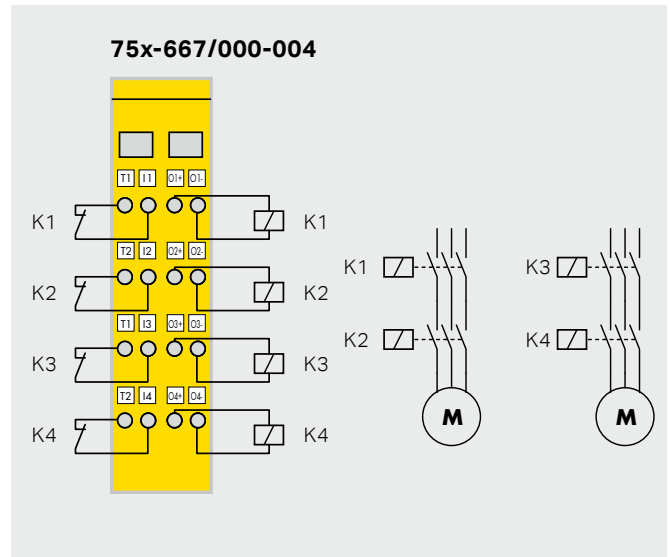 75x-667/000-004
T1 I1 O1+ O1-
K1 K1
T2 I2 O2+ O2-
K2 K2
T1 I3 O3+ O3-
K3 K3
T2 I4 O4+ O4-
K4 K4
K1 K3
K2 K4
M M